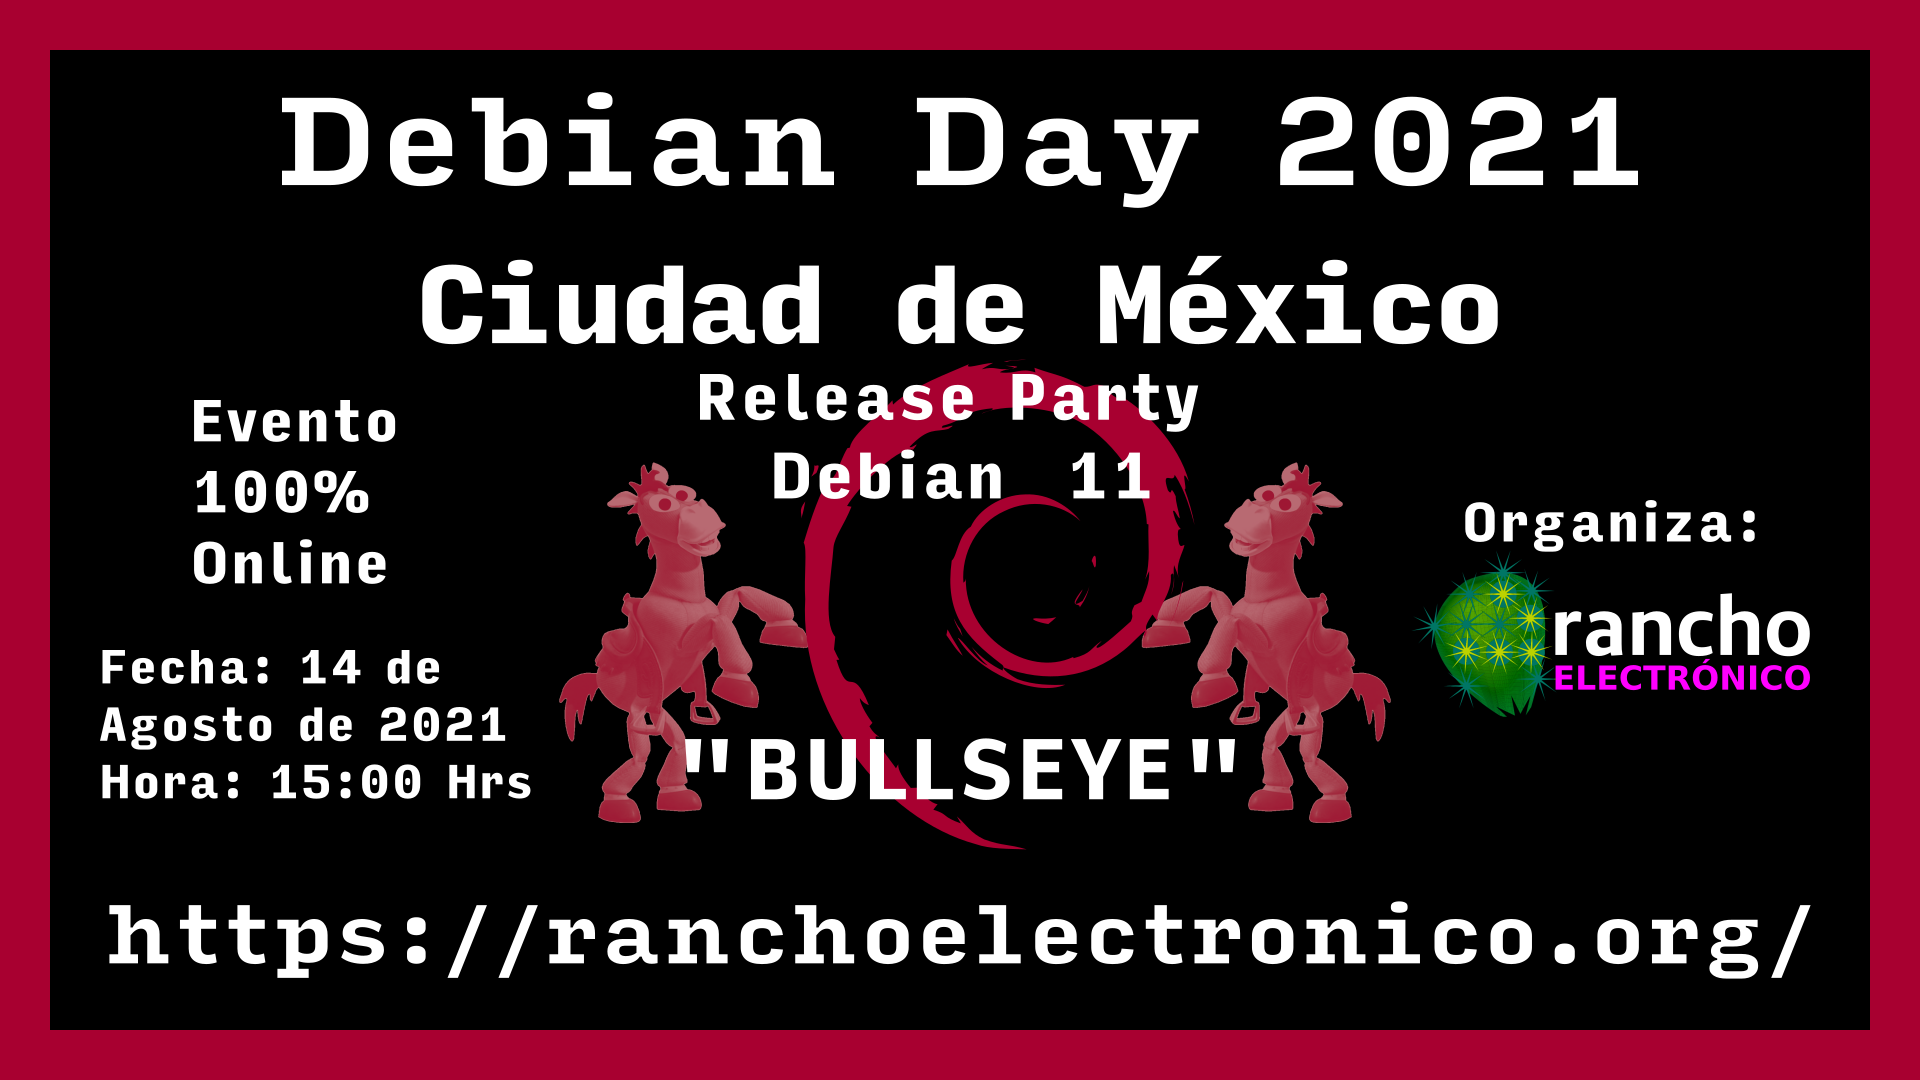 Debian Day 2021
Ciudad de México
Release Party
Debian 11
Evento
100%
Online
Fecha: 14 de
Agosto de 2021
Hora: 15:00 Hrs
"BULLSEYE"
Organiza:
rancho
ELECTRÓNICO
https://ranchoelectronico.org/